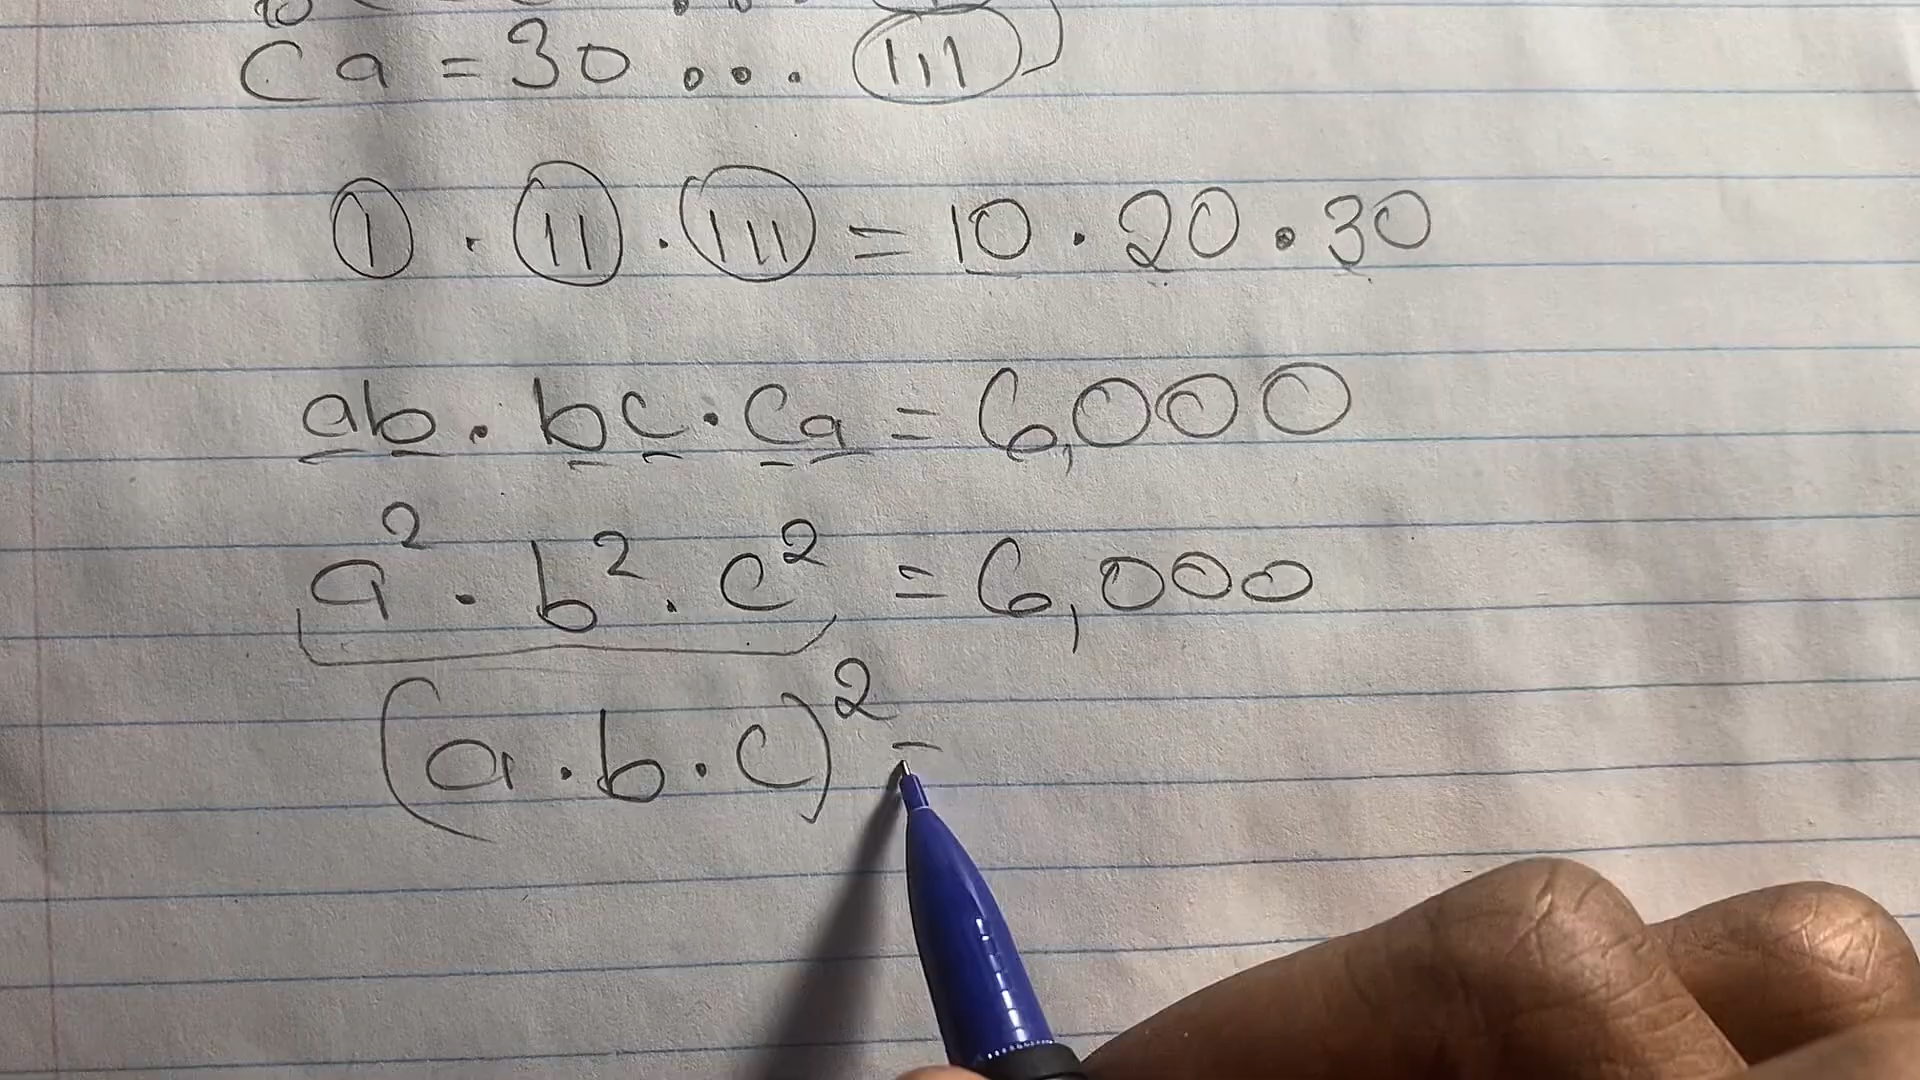 ca = 30 ... III
I · II · III = 10 · 20 · 30
ab · bc · ca = 6,000
a² · b² · c² = 6,000
(a · b · c)² =